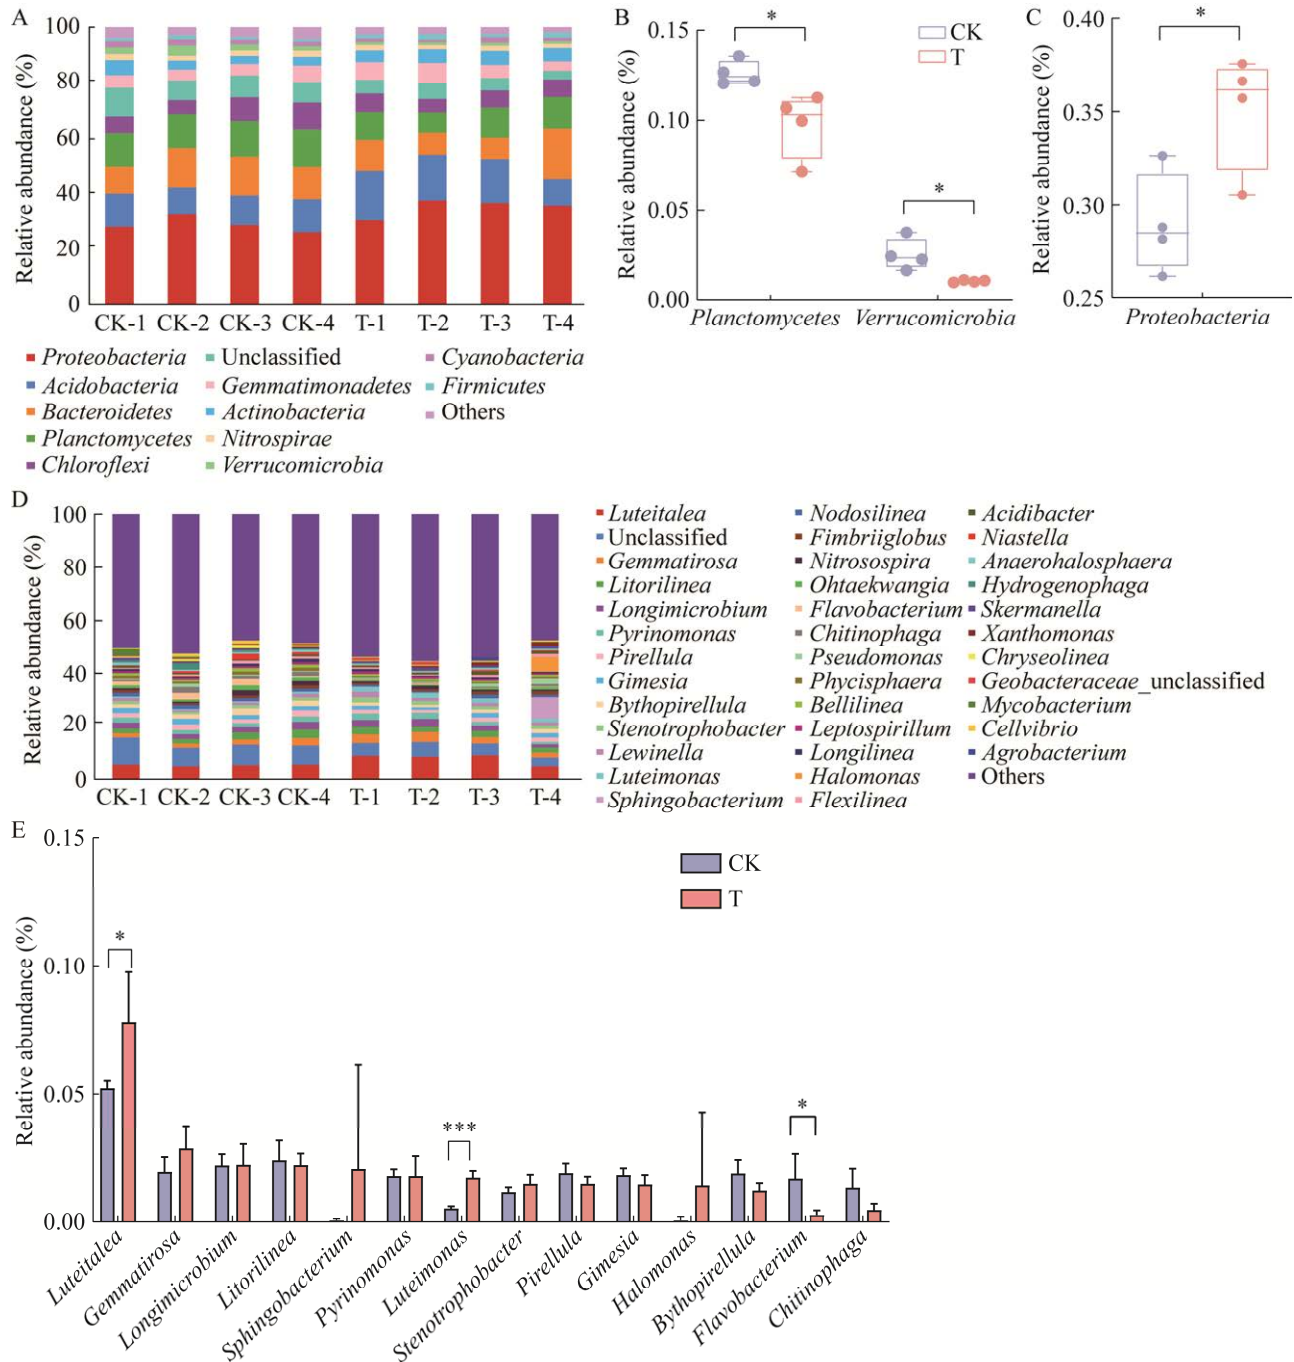 A
Relative abundance (%)
100
80
60
40
20
0
CK-1 CK-2 CK-3 CK-4 T-1 T-2 T-3 T-4
Proteobacteria
Acidobacteria
Bacteroidetes
Planctomycetes
Chloroflexi
Unclassified
Gemmatimonadetes
Actinobacteria
Nitrospirae
Verrucomicrobia
Cyanobacteria
Firmicutes
Others
B
Relative abundance (%)
0.15
0.10
0.05
0.00
*
*
CK
T
Planctomycetes Verrucomicrobia
C
Relative abundance (%)
0.40
0.35
0.30
0.25
*
Proteobacteria
D
Relative abundance (%)
100
80
60
40
20
0
CK-1 CK-2 CK-3 CK-4 T-1 T-2 T-3 T-4
Luteitalea
Unclassified
Gemmatirosa
Litorilinea
Longimicrobium
Pyrinomonas
Pirellula
Gimesia
Bythopirellula
Stenotrophobacter
Lewinella
Luteimonas
Sphingobacterium
Nodosilinea
Fimbriiglobus
Nitrosospira
Ohtaekwangia
Flavobacterium
Chitinophaga
Pseudomonas
Phycisphaera
Bellilinea
Leptospirillum
Longilinea
Halomonas
Flexilinea
Acidibacter
Niastella
Anaerohalosphaera
Hydrogenophaga
Skermanella
Xanthomonas
Chryseolinea
Geobacteraceae_unclassified
Mycobacterium
Cellvibrio
Agrobacterium
Others
E
Relative abundance (%)
0.15
0.10
0.05
0.00
CK
T
*
***
*
Luteitalea
Gemmatirosa
Longimicrobium
Litorilinea
Sphingobacterium
Pyrinomonas
Luteimonas
Stenotrophobacter
Pirellula
Gimesia
Halomonas
Bythopirellula
Flavobacterium
Chitinophaga